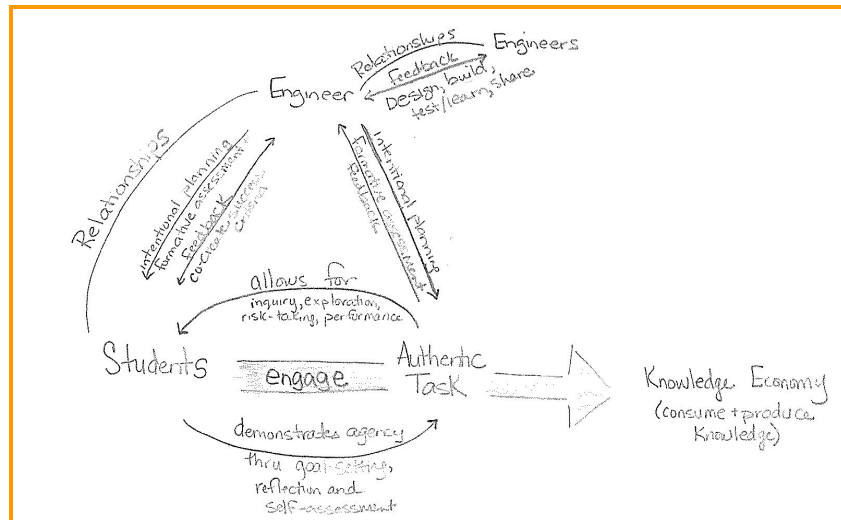 Relationships
Engineers
Feedback
Design, build,
test/learn, share
Engineer
Relationships
intentional planning
formative assessment+
feedback
co-create success
criteria
Intentional planning
formative assessment+
feedback
allows for
inquiry, exploration,
risk-taking, performance
Students
engage
Authentic
Task
Knowledge Economy
(consume + produce
Knowledge)
demonstrates agency
thru goal-setting,
reflection and
self-assessment